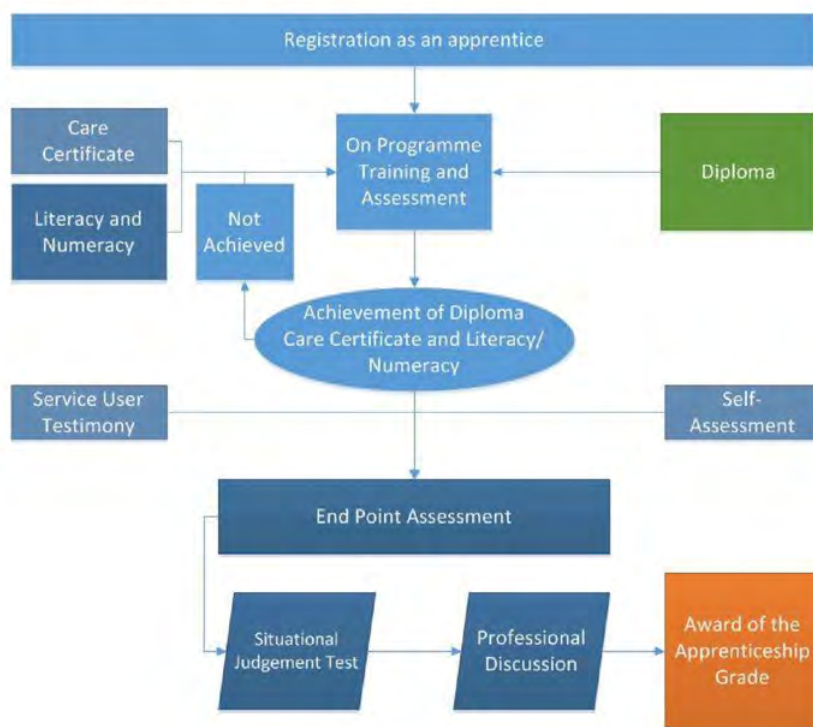 Registration as an apprentice
Care
Certificate
On Programme
Training and
Assessment
Diploma
Literacy and
Numeracy
Not
Achieved
Achievement of Diploma
Care Certificate and Literacy/
Numeracy
Service User
Testimony
Self-
Assessment
End Point Assessment
Situational
Judgement Test
Professional
Discussion
Award of the
Apprenticeship
Grade